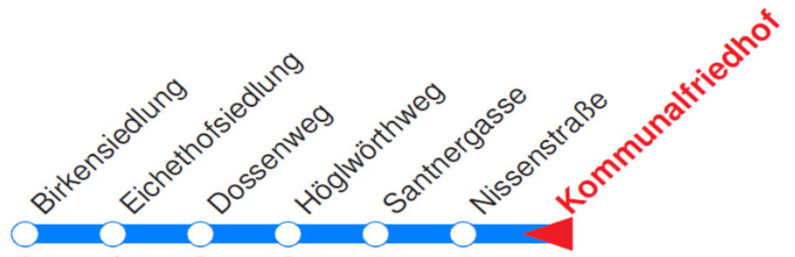 Birkensiedlung
Eichethofsiedlung
Dossenweg
Höglwörthweg
Santnergasse
Nissenstraße
Kommunalfriedhof